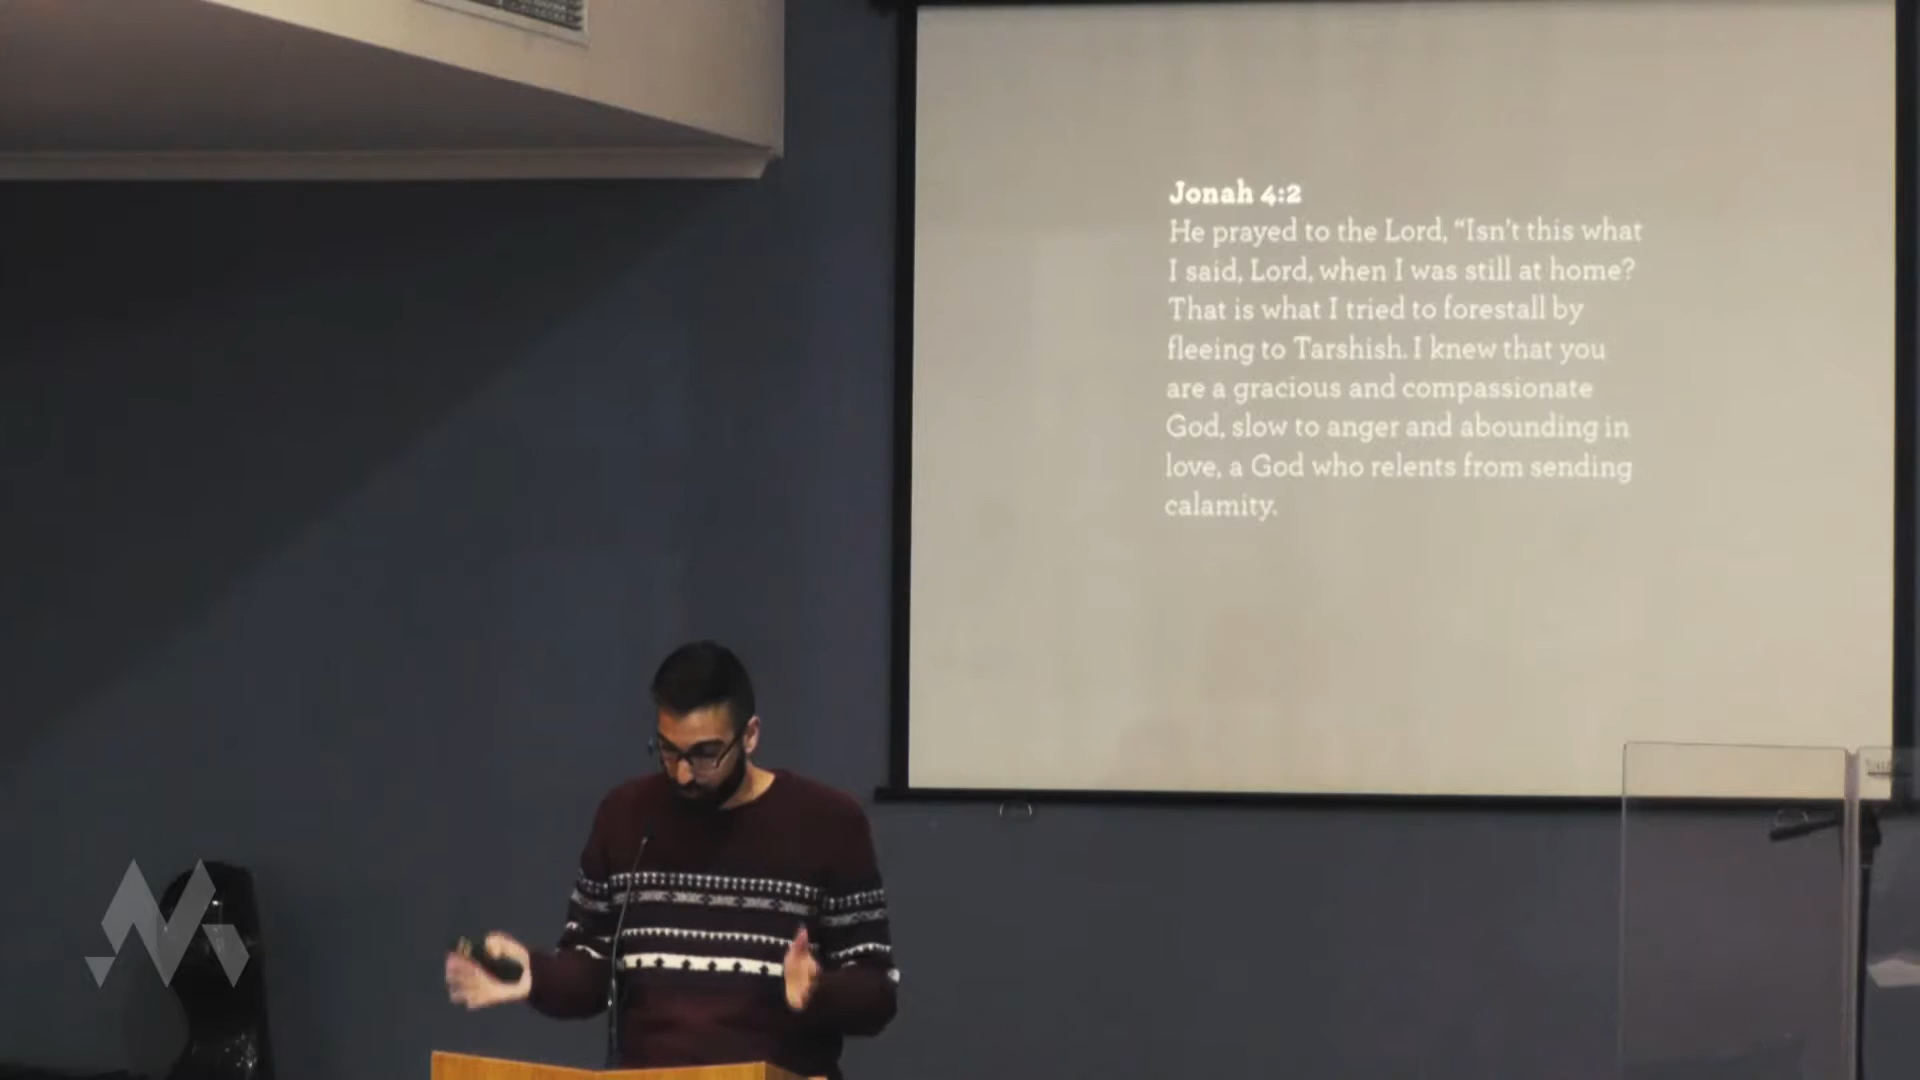 Jonah 4:2
He prayed to the Lord, “Isn't this what
I said, Lord, when I was still at home?
That is what I tried to forestall by
fleeing to Tarshish. I knew that you
are a gracious and compassionate
God, slow to anger and abounding in
love, a God who relents from sending
calamity.